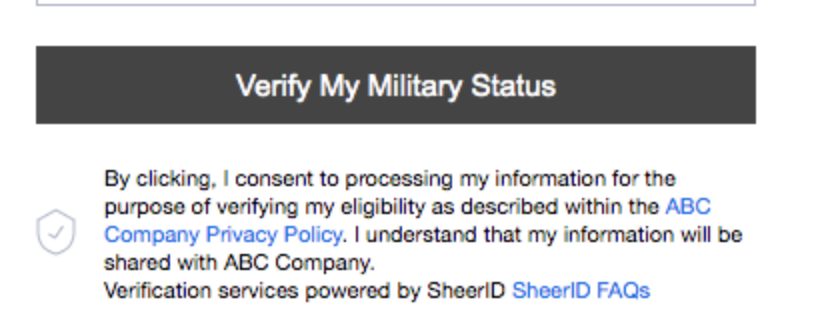 Verify My Military Status
By clicking, I consent to processing my information for the
purpose of verifying my eligibility as described within the ABC
Company Privacy Policy. I understand that my information will be
shared with ABC Company.
Verification services powered by SheerID SheerID FAQs